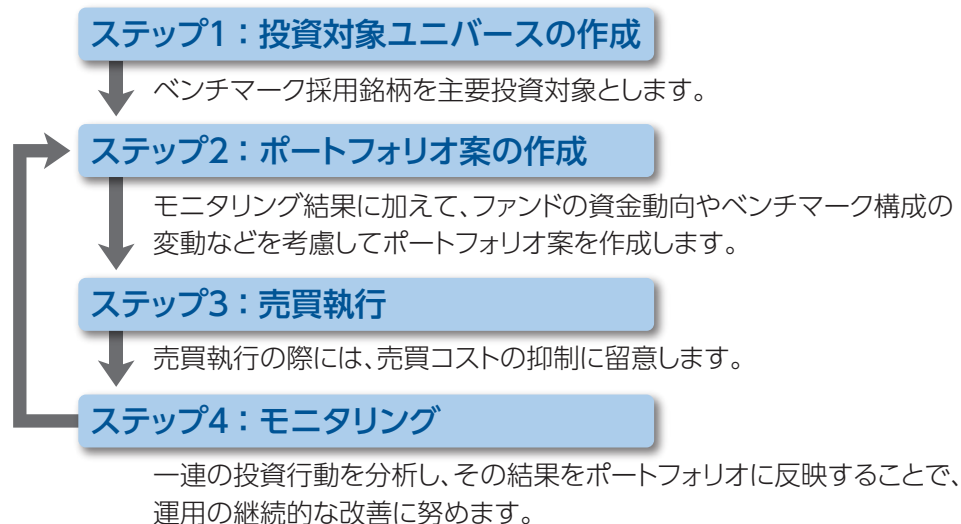 ステップ1：投資対象ユニバースの作成
ベンチマーク採用銘柄を主要投資対象とします。
ステップ2：ポートフォリオ案の作成
モニタリング結果に加えて、ファンドの資金動向やベンチマーク構成の
変動などを考慮してポートフォリオ案を作成します。
ステップ3：売買執行
売買執行の際には、売買コストの抑制に留意します。
ステップ4：モニタリング
一連の投資行動を分析し、その結果をポートフォリオに反映することで、
運用の継続的な改善に努めます。